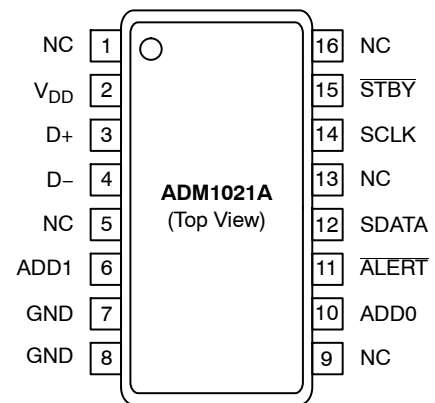 NC 1 16 NC
VDD 2 15 STBY
D+ 3 14 SCLK
D− 4 13 NC
ADM1021A
NC 5 (Top View) 12 SDATA
ADD1 6 11 ALERT
GND 7 10 ADD0
GND 8 9 NC